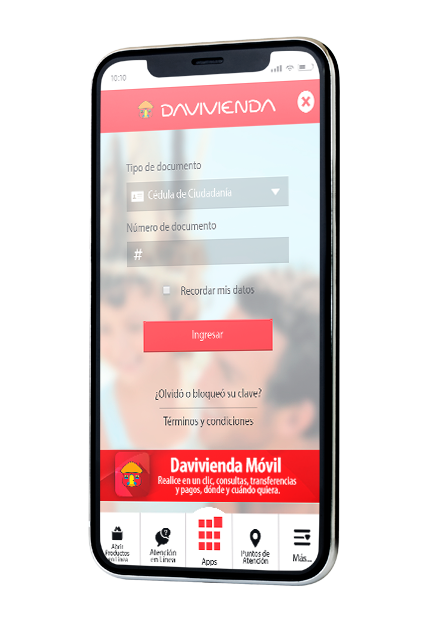 10:10
DAVIVIENDA
Tipo de documento
Cédula de Ciudadanía
Número de documento
#
Recordar mis datos
Ingresar
¿Olvidó o bloqueó su clave?
Términos y condiciones
Davivienda Móvil
Realice en un clic, consultas, transferencias
y pagos, dónde y cuándo quiera.
Abrir
Productos
en Línea
Atención
en Línea
Apps
Puntos de
Atención
Más...